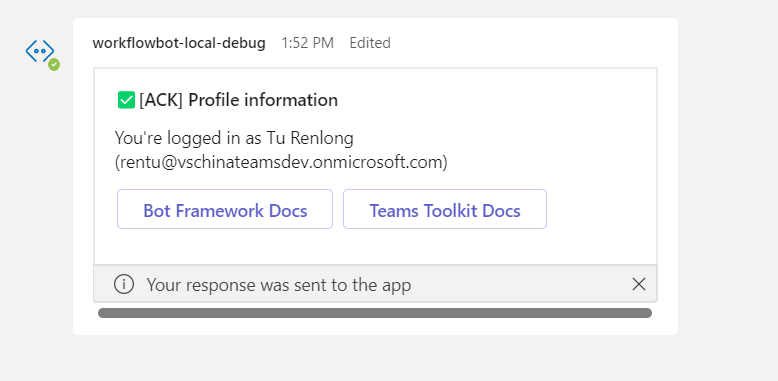 workflowbot-local-debug 1:52 PM Edited
✅[ACK] Profile information
You're logged in as Tu Renlong
(rentu@vschinateamsdev.onmicrosoft.com)
Bot Framework Docs Teams Toolkit Docs
Your response was sent to the app